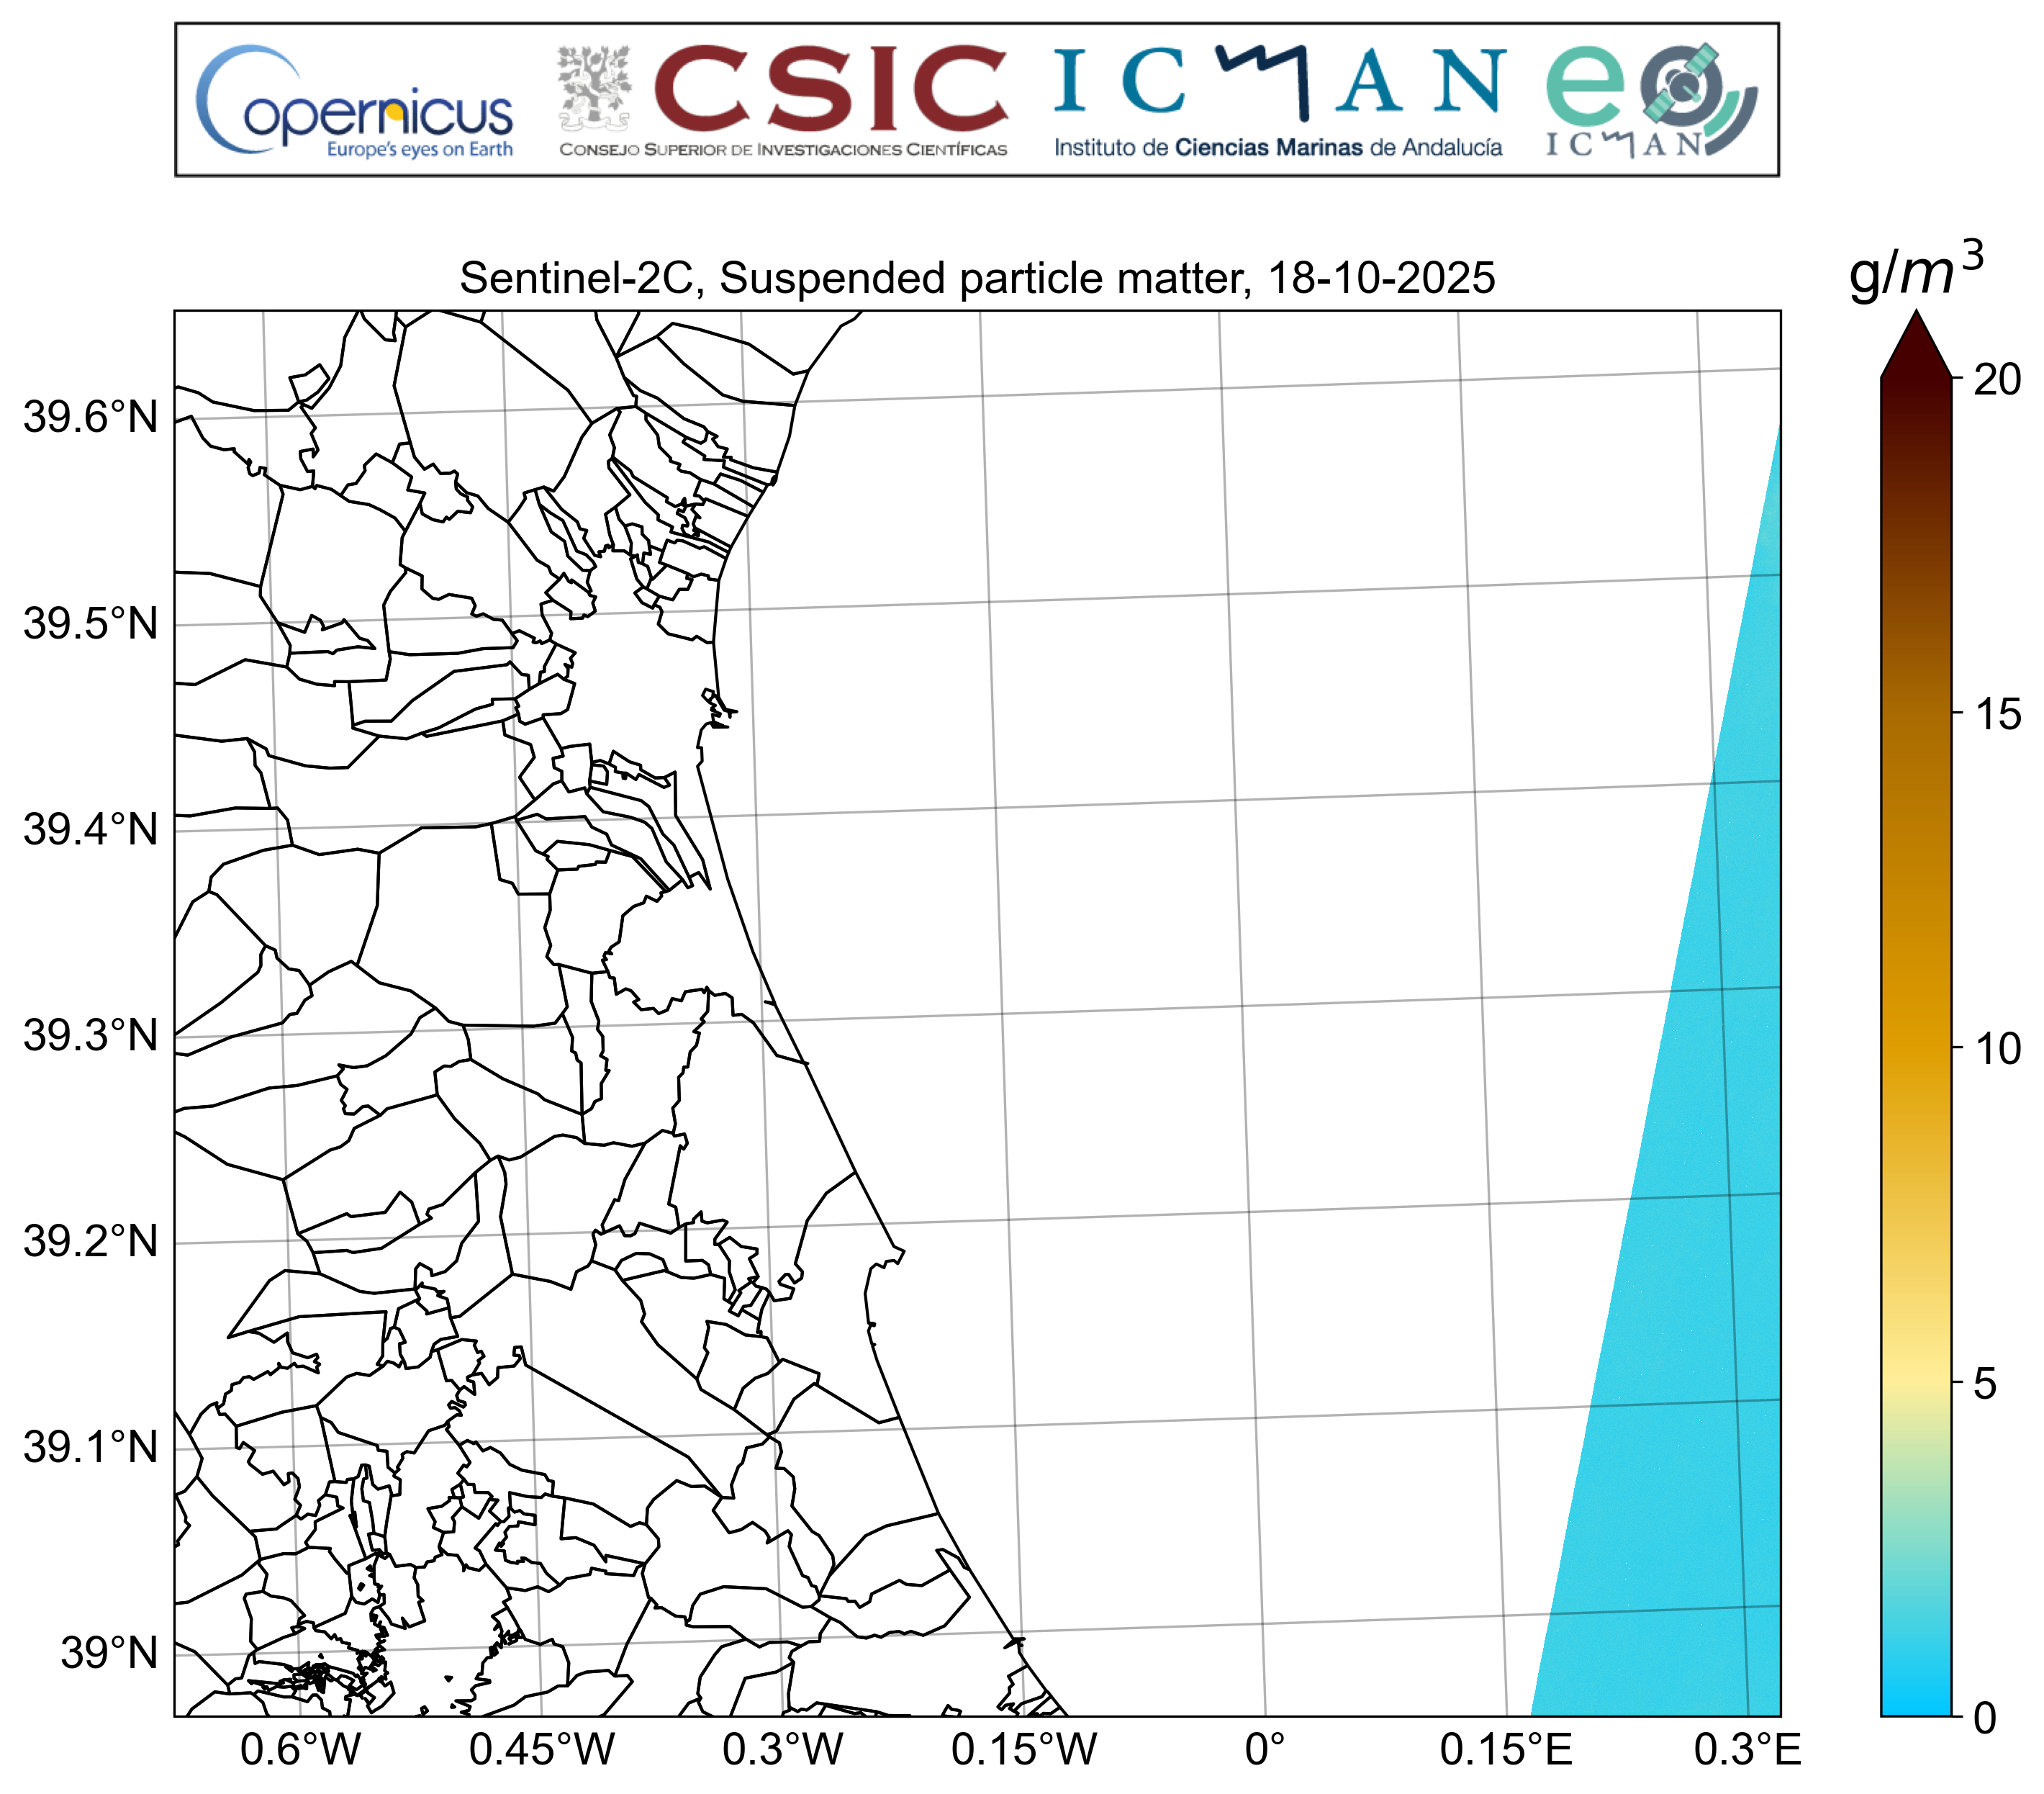 opernicus
Europe's eyes on Earth
CSIC
CONSEJO SUPERIOR DE INVESTIGACIONES CIENTÍFICAS
ICMAN
Instituto de Ciencias Marinas de Andalucía
eo
ICMAN
Sentinel-2C, Suspended particle matter, 18-10-2025
g/m³
39.6°N
39.5°N
39.4°N
39.3°N
39.2°N
39.1°N
39°N
0.6°W 0.45°W 0.3°W 0.15°W 0° 0.15°E 0.3°E
20
15
10
5
0